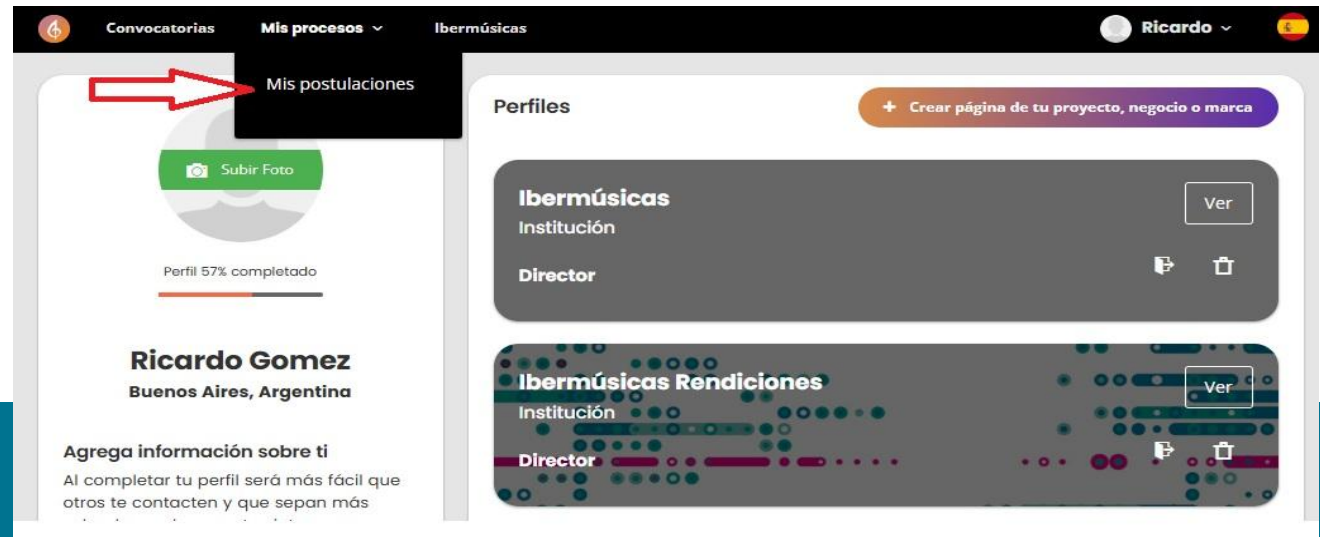 Convocatorias Mis procesos Ibermúsicas Ricardo
Mis postulaciones
Subir Foto
Perfil 57% completado
Ricardo Gomez
Buenos Aires, Argentina
Agrega información sobre ti
Al completar tu perfil será más fácil que
otros te contacten y que sepan más
Perfiles
+ Crear página de tu proyecto, negocio o marca
Ibermúsicas
Ver
Institución
Director
Ibermúsicas Rendiciones
Ver
Institución
Director